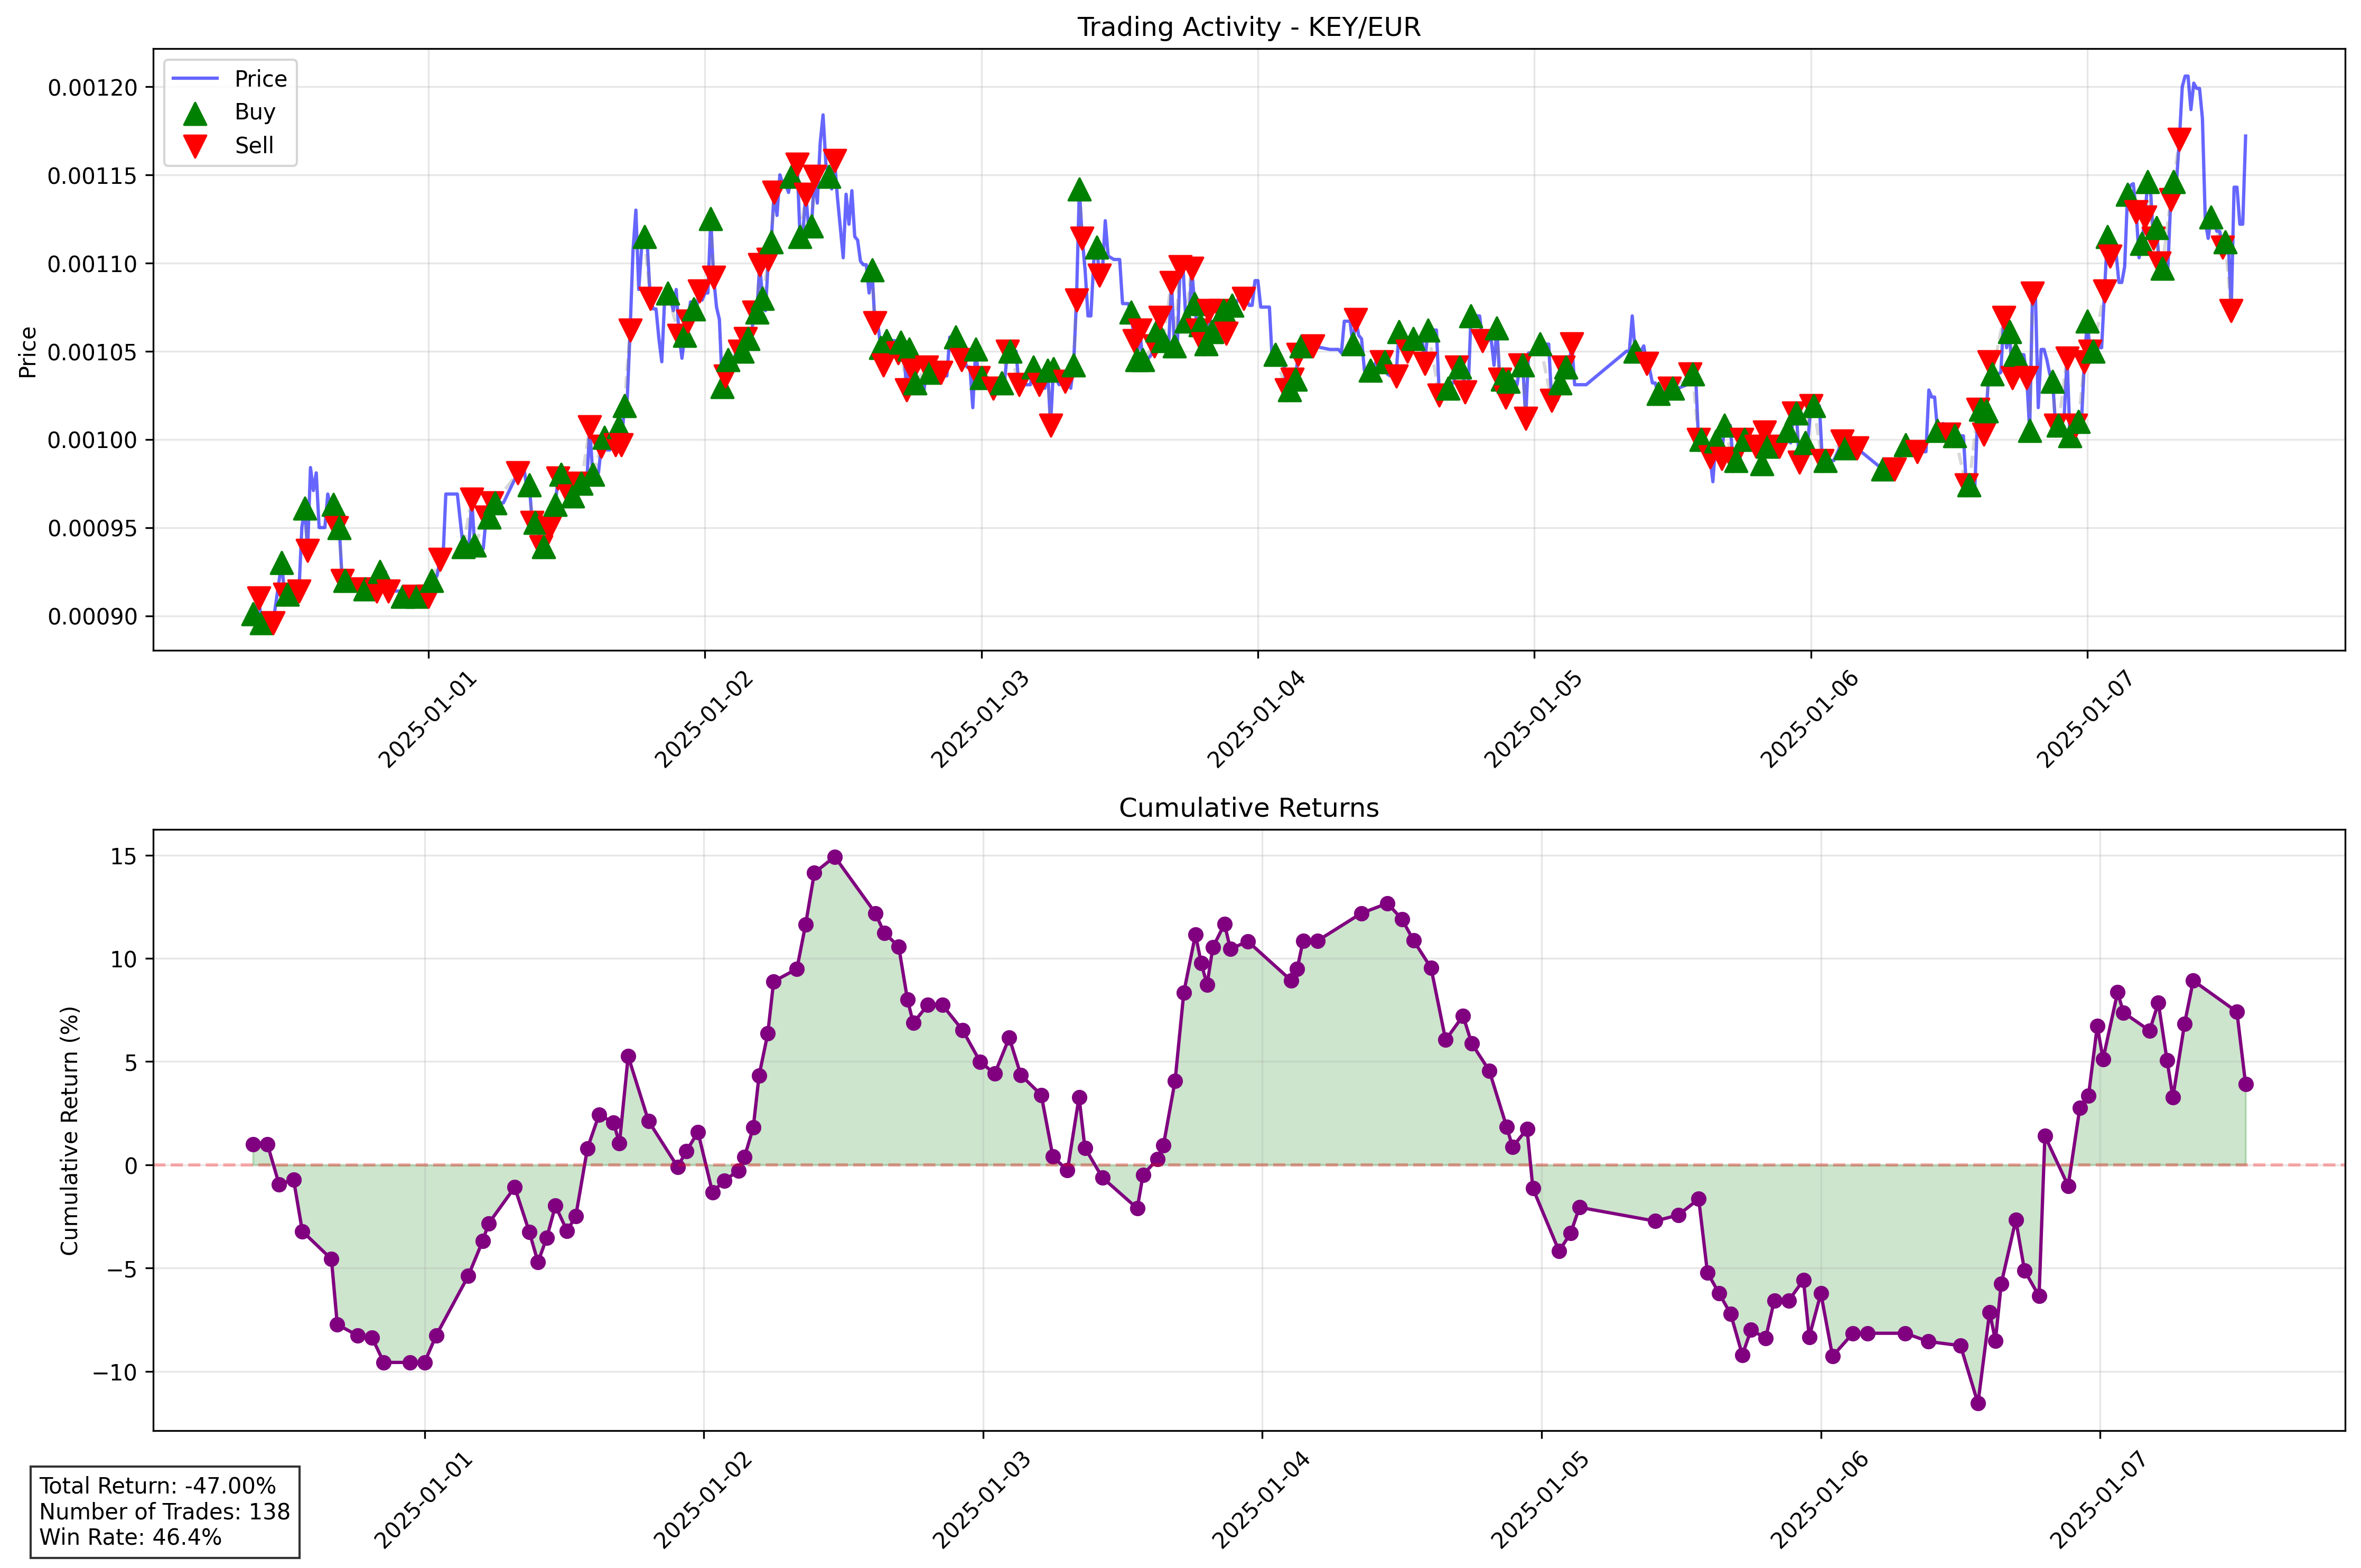 Trading Activity - KEY/EUR
Price
Buy
Sell
0.00120
0.00115
0.00110
0.00105
0.00100
0.00095
0.00090
Price
2025-01-01
2025-01-02
2025-01-03
2025-01-04
2025-01-05
2025-01-06
2025-01-07
Cumulative Returns
15
10
5
0
−5
−10
Cumulative Return (%)
2025-01-01
2025-01-02
2025-01-03
2025-01-04
2025-01-05
2025-01-06
2025-01-07
Total Return: -47.00%
Number of Trades: 138
Win Rate: 46.4%